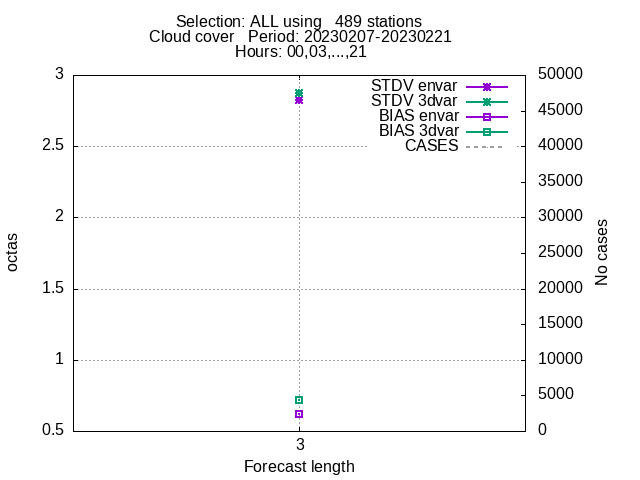 Selection: ALL using   489 stations
Cloud cover   Period: 20230207-20230221
Hours: 00,03,...,21
3
2.5
2
1.5
1
0.5
octas
STDV envar
STDV 3dvar
BIAS envar
BIAS 3dvar
CASES
50000
45000
40000
35000
30000
25000
20000
15000
10000
5000
0
No cases
3
Forecast length